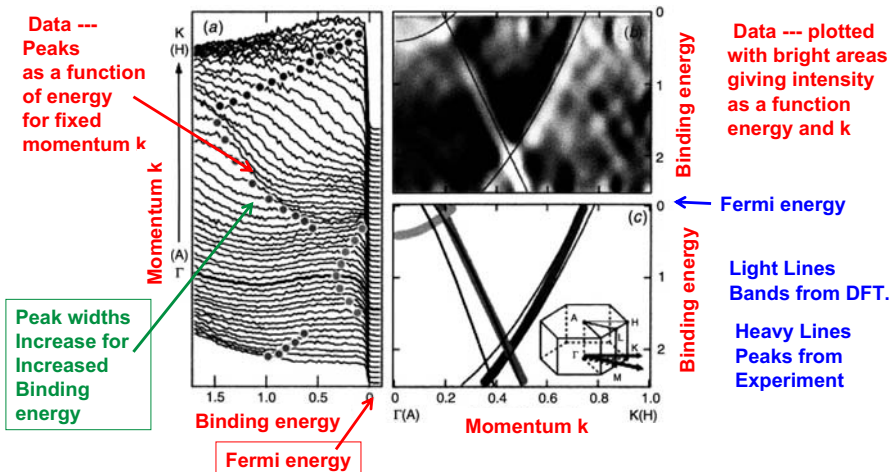 Data ---
Peaks
as a function
of energy
for fixed
momentum k
K
(H)
Momentum k
(A)
Γ
(a)
1.5
1.0
0.5
0
Binding energy
Fermi energy
Peak widths
Increase for
Increased
Binding
energy
(b)
0
1
2
Binding energy
Data --- plotted
with bright areas
giving intensity
as a function
energy and k
(c)
0
1
2
Binding energy
Fermi energy
Light Lines
Bands from DFT.
Heavy Lines
Peaks from
Experiment
A
H
L
K
Γ
M
0
0.2
0.4
0.6
0.8
1.0
Γ(A)
Momentum k
K(H)